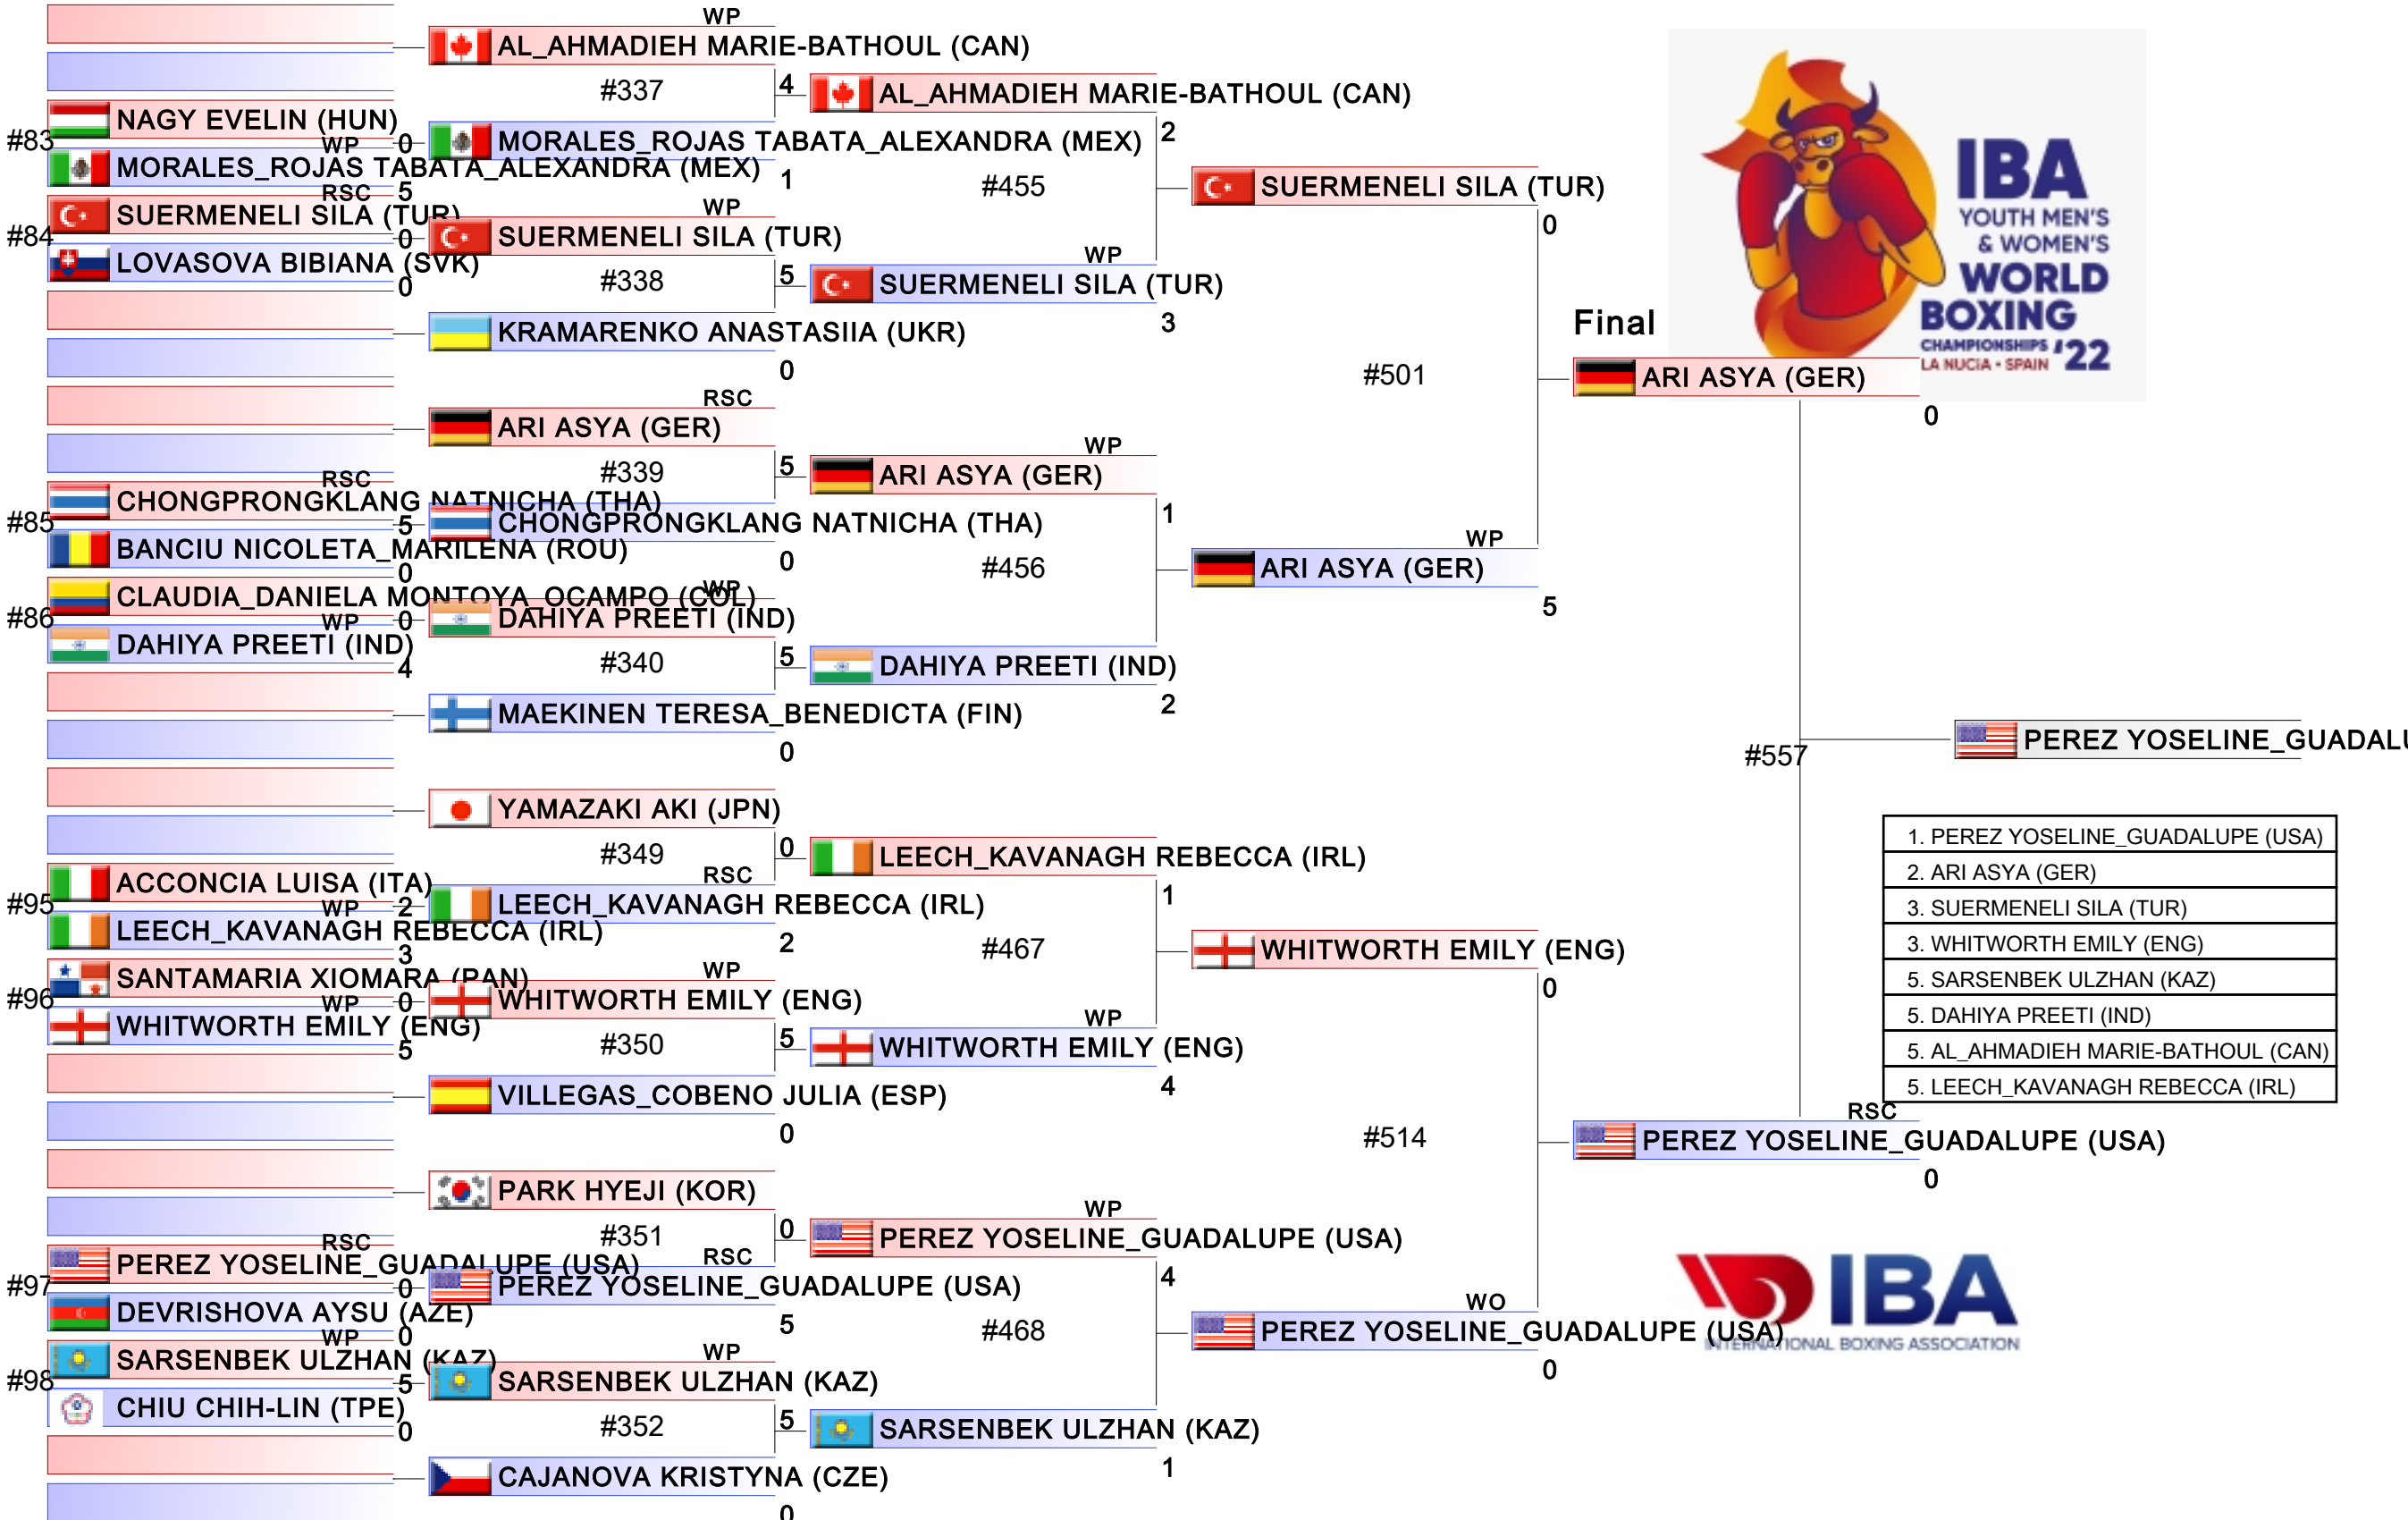 WP
AL_AHMADIEH MARIE-BATHOUL (CAN)
#337
4
AL_AHMADIEH MARIE-BATHOUL (CAN)
2
NAGY EVELIN (HUN)
#83
WP
0
MORALES_ROJAS TABATA_ALEXANDRA (MEX)
MORALES_ROJAS TABATA_ALEXANDRA (MEX)
5
1
#455
SUERMENELI SILA (TUR)
0
RSC
SUERMENELI SILA (TUR)
#84
0
LOVASOVA BIBIANA (SVK)
0
WP
SUERMENELI SILA (TUR)
#338
5
WP
SUERMENELI SILA (TUR)
3
KRAMARENKO ANASTASIIA (UKR)
0
IBA
YOUTH MEN'S
& WOMEN'S
WORLD
BOXING
CHAMPIONSHIPS '22
LA NUCIA • SPAIN
Final
#501
ARI ASYA (GER)
0
RSC
ARI ASYA (GER)
#339
5
WP
ARI ASYA (GER)
1
RSC
CHONGPRONGKLANG NATNICHA (THA)
#85
5
BANCIU NICOLETA_MARILENA (ROU)
0
CHONGPRONGKLANG NATNICHA (THA)
0
#456
WP
ARI ASYA (GER)
5
CLAUDIA_DANIELA MONTOYA_OCAMPO (COL)
#86
WP
0
DAHIYA PREETI (IND)
4
WP
DAHIYA PREETI (IND)
#340
5
DAHIYA PREETI (IND)
2
MAEKINEN TERESA_BENEDICTA (FIN)
0
#557
PEREZ YOSELINE_GUADALU
YAMAZAKI AKI (JPN)
#349
0
LEECH_KAVANAGH REBECCA (IRL)
1
ACCONCIA LUISA (ITA)
#95
WP
2
LEECH_KAVANAGH REBECCA (IRL)
3
RSC
LEECH_KAVANAGH REBECCA (IRL)
2
#467
WHITWORTH EMILY (ENG)
0
SANTAMARIA XIOMARA (PAN)
#96
WP
0
WHITWORTH EMILY (ENG)
5
WP
WHITWORTH EMILY (ENG)
#350
5
WP
WHITWORTH EMILY (ENG)
4
VILLEGAS_COBENO JULIA (ESP)
0
1. PEREZ YOSELINE_GUADALUPE (USA)
2. ARI ASYA (GER)
3. SUERMENELI SILA (TUR)
3. WHITWORTH EMILY (ENG)
5. SARSENBEK ULZHAN (KAZ)
5. DAHIYA PREETI (IND)
5. AL_AHMADIEH MARIE-BATHOUL (CAN)
5. LEECH_KAVANAGH REBECCA (IRL)
#514
RSC
PEREZ YOSELINE_GUADALUPE (USA)
0
PARK HYEJI (KOR)
#351
0
WP
PEREZ YOSELINE_GUADALUPE (USA)
4
RSC
PEREZ YOSELINE_GUADALUPE (USA)
#97
0
DEVRISHOVA AYSU (AZE)
0
RSC
PEREZ YOSELINE_GUADALUPE (USA)
5
#468
WO
PEREZ YOSELINE_GUADALUPE (USA)
0
WP
SARSENBEK ULZHAN (KAZ)
#98
5
CHIU CHIH-LIN (TPE)
0
WP
SARSENBEK ULZHAN (KAZ)
#352
5
SARSENBEK ULZHAN (KAZ)
1
CAJANOVA KRISTYNA (CZE)
0
IBA
INTERNATIONAL BOXING ASSOCIATION